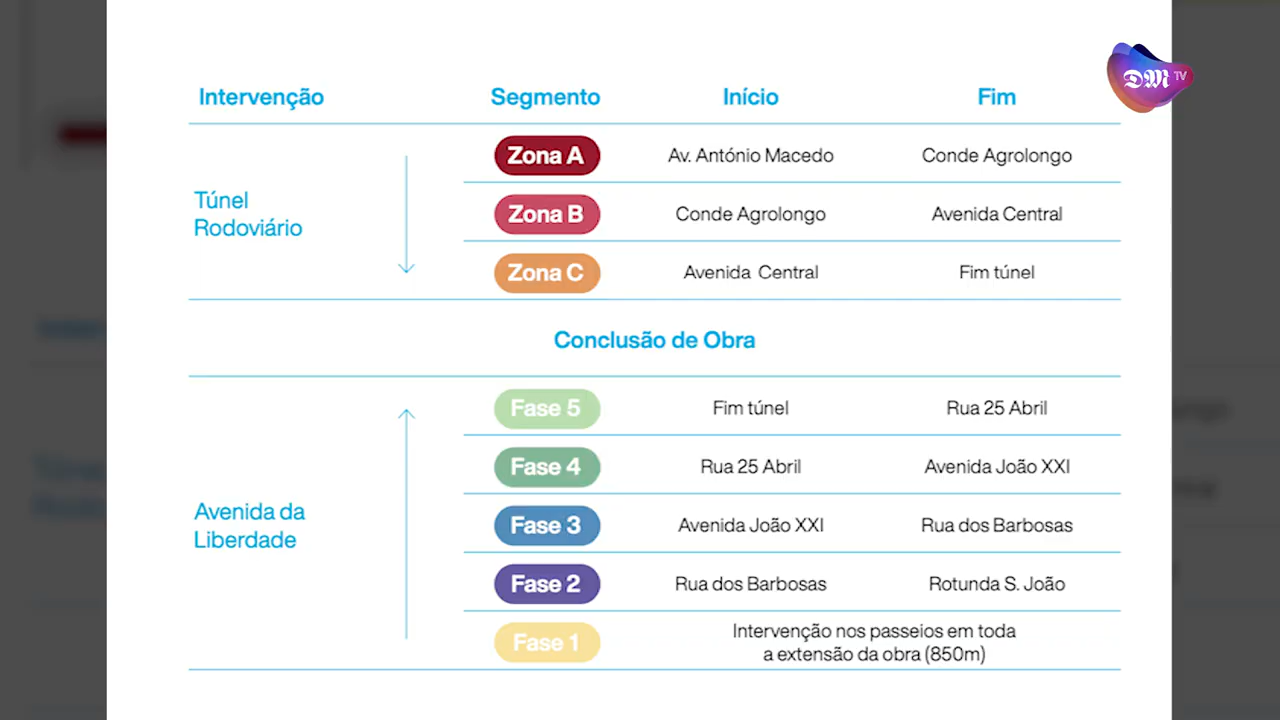 DM TV
Intervenção Segmento Início Fim
Túnel
Rodoviário
Zona A Av. António Macedo Conde Agrolongo
Zona B Conde Agrolongo Avenida Central
Zona C Avenida Central Fim túnel
Conclusão de Obra
Avenida da
Liberdade
Fase 5 Fim túnel Rua 25 Abril
Fase 4 Rua 25 Abril Avenida João XXI
Fase 3 Avenida João XXI Rua dos Barbosas
Fase 2 Rua dos Barbosas Rotunda S. João
Fase 1 Intervenção nos passeios em toda
a extensão da obra (850m)